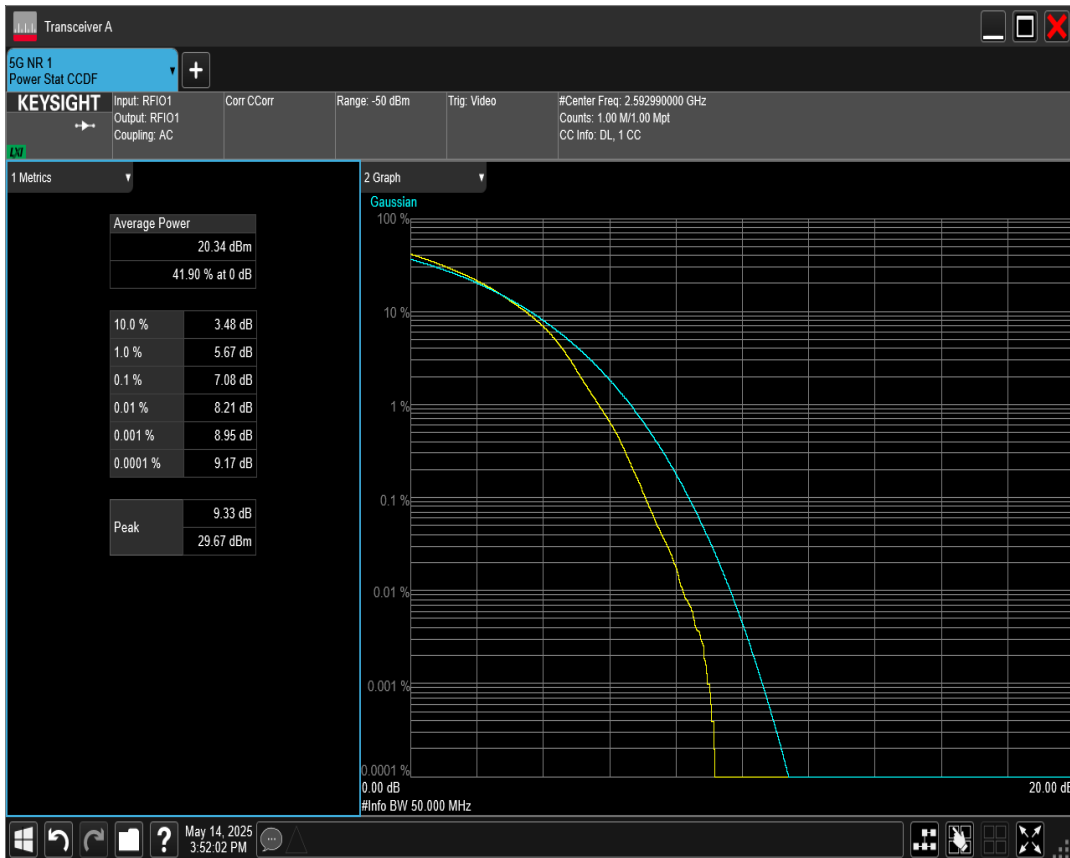 Transceiver A
5G NR 1
Power Stat CCDF
+
KEYSIGHT
LXI
Input: RFIO1
Output: RFIO1
Coupling: AC
Corr CCorr
Range: -50 dBm
Trig: Video
#Center Freq: 2.592990000 GHz
Counts: 1.00 M/1.00 Mpt
CC Info: DL, 1 CC
1 Metrics
Average Power
20.34 dBm
41.90 % at 0 dB
10.0 % 3.48 dB
1.0 % 5.67 dB
0.1 % 7.08 dB
0.01 % 8.21 dB
0.001 % 8.95 dB
0.0001 % 9.17 dB
Peak
9.33 dB
29.67 dBm
2 Graph
Gaussian
100 %
10 %
1 %
0.1 %
0.01 %
0.001 %
0.0001 %
0.00 dB
20.00 dB
#Info BW 50.000 MHz
?
May 14, 2025
3:52:02 PM